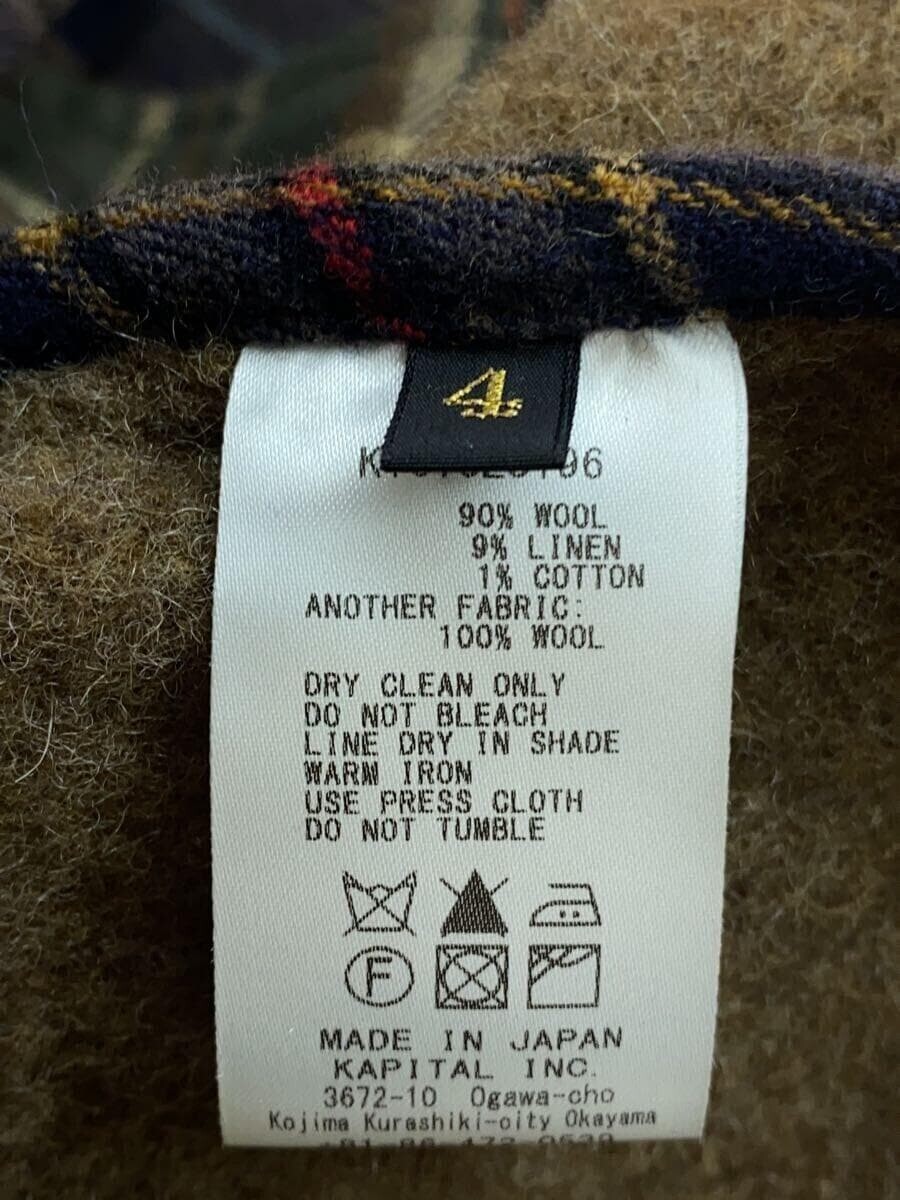 4
90% WOOL
9% LINEN
1% COTTON
ANOTHER FABRIC:
100% WOOL
DRY CLEAN ONLY
DO NOT BLEACH
LINE DRY IN SHADE
WARM IRON
USE PRESS CLOTH
DO NOT TUMBLE
F
MADE IN JAPAN
KAPITAL INC.
3672-10 Ogawa-cho
Kojima Kurashiki-city Okayama